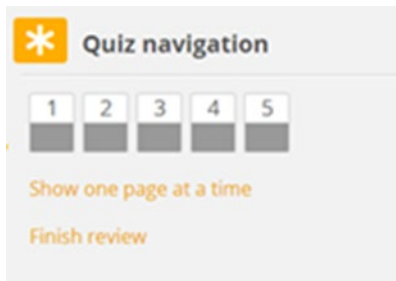 Quiz navigation
1 2 3 4 5
Show one page at a time
Finish review